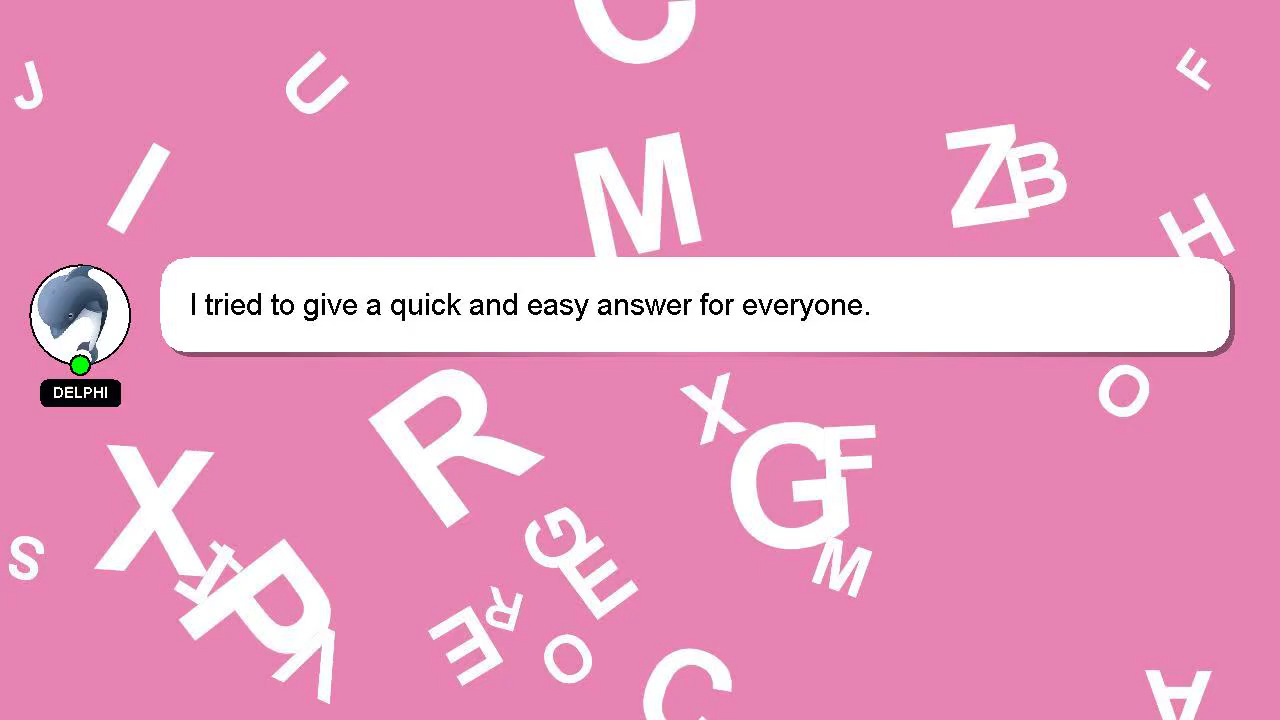 C
J
U
F
I
M
Z
B
H
I tried to give a quick and easy answer for everyone.
DELPHI
R
X
O
G
F
X
S
G
M
E
P
R
E
O
V
C
A